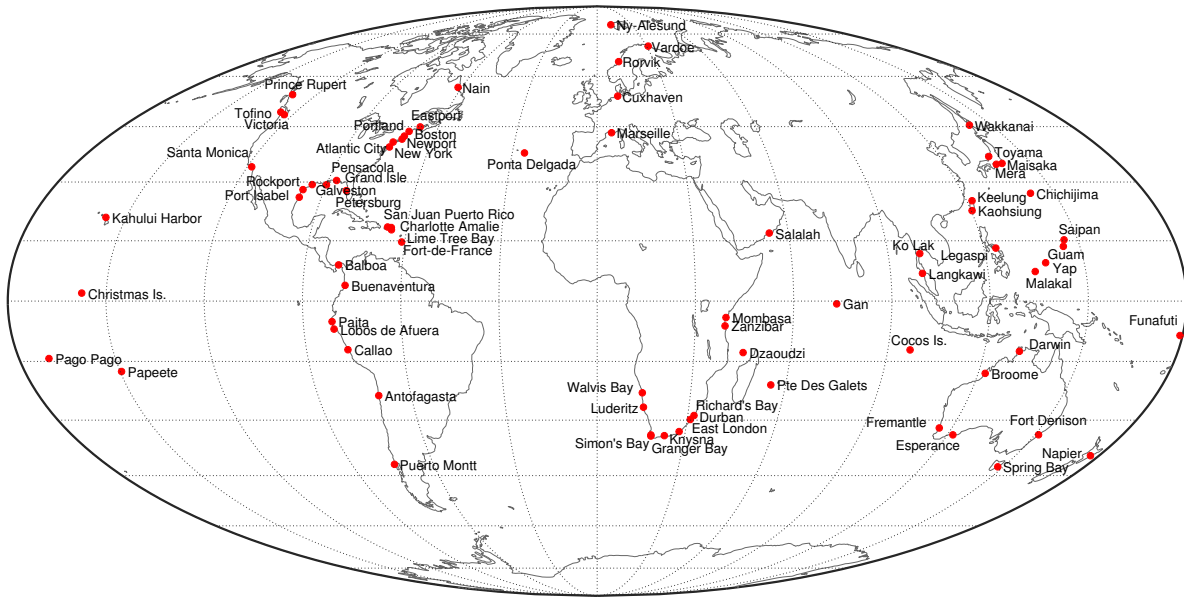 Ny-Alesund
Vardoe
Rorvik
Prince Rupert
Nain
Cuxhaven
Tofino
Victoria
Eastport
Portland
Boston
Newport
Atlantic City
New York
Marseille
Wakkanai
Santa Monica
Ponta Delgada
Toyama
Maisaka
Mera
Pensacola
Grand Isle
Rockport
Galveston
Port Isabel
Petersburg
Chichijima
Keelung
Kaohsiung
Kahului Harbor
San Juan Puerto Rico
Charlotte Amalie
Lime Tree Bay
Fort-de-France
Salalah
Saipan
Ko Lak
Legaspi
Guam
Yap
Balboa
Langkawi
Malakal
Buenaventura
Christmas Is.
Gan
Mombasa
Zanzibar
Funafuti
Paita
Lobos de Afuera
Callao
Cocos Is.
Darwin
Dzaoudzi
Pago Pago
Papeete
Broome
Walvis Bay
Pte Des Galets
Antofagasta
Luderitz
Richard's Bay
Durban
East London
Fremantle
Fort Denison
Simon's Bay
Knysna
Granger Bay
Esperance
Napier
Puerto Montt
Spring Bay